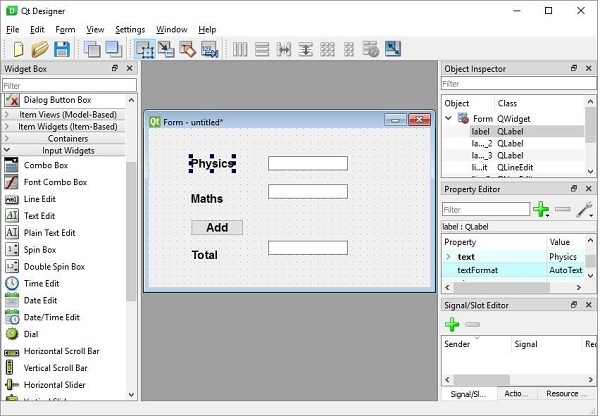 Qt Designer
File Edit Form View Settings Window Help
Widget Box
Filter
Dialog Button Box
Item Views (Model-Based)
Item Widgets (Item-Based)
Containers
Input Widgets
Combo Box
Font Combo Box
Line Edit
Text Edit
Plain Text Edit
Spin Box
Double Spin Box
Time Edit
Date Edit
Date/Time Edit
Dial
Horizontal Scroll Bar
Vertical Scroll Bar
Horizontal Slider
Vertical Slider
Form - untitled*
Physics
Maths
Add
Total
Object Inspector
Filter
Object Class
Form QWidget
label QLabel
la..._2 QLabel
la..._3 QLabel
li...it QLineEdit
Property Editor
Filter
label : QLabel
Property Value
text Physics
textFormat AutoText
Signal/Slot Editor
Sender Signal Rec
Signal/Sl... Actio... Resource ...